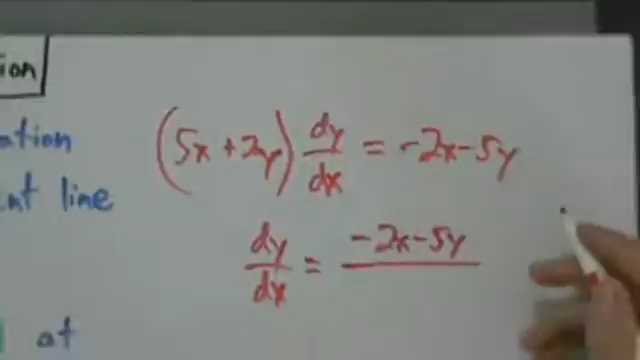 ion
ation
(5x+2y) dy/dx = -2x-5y
nt line
dy/dx = -2x-5y
at